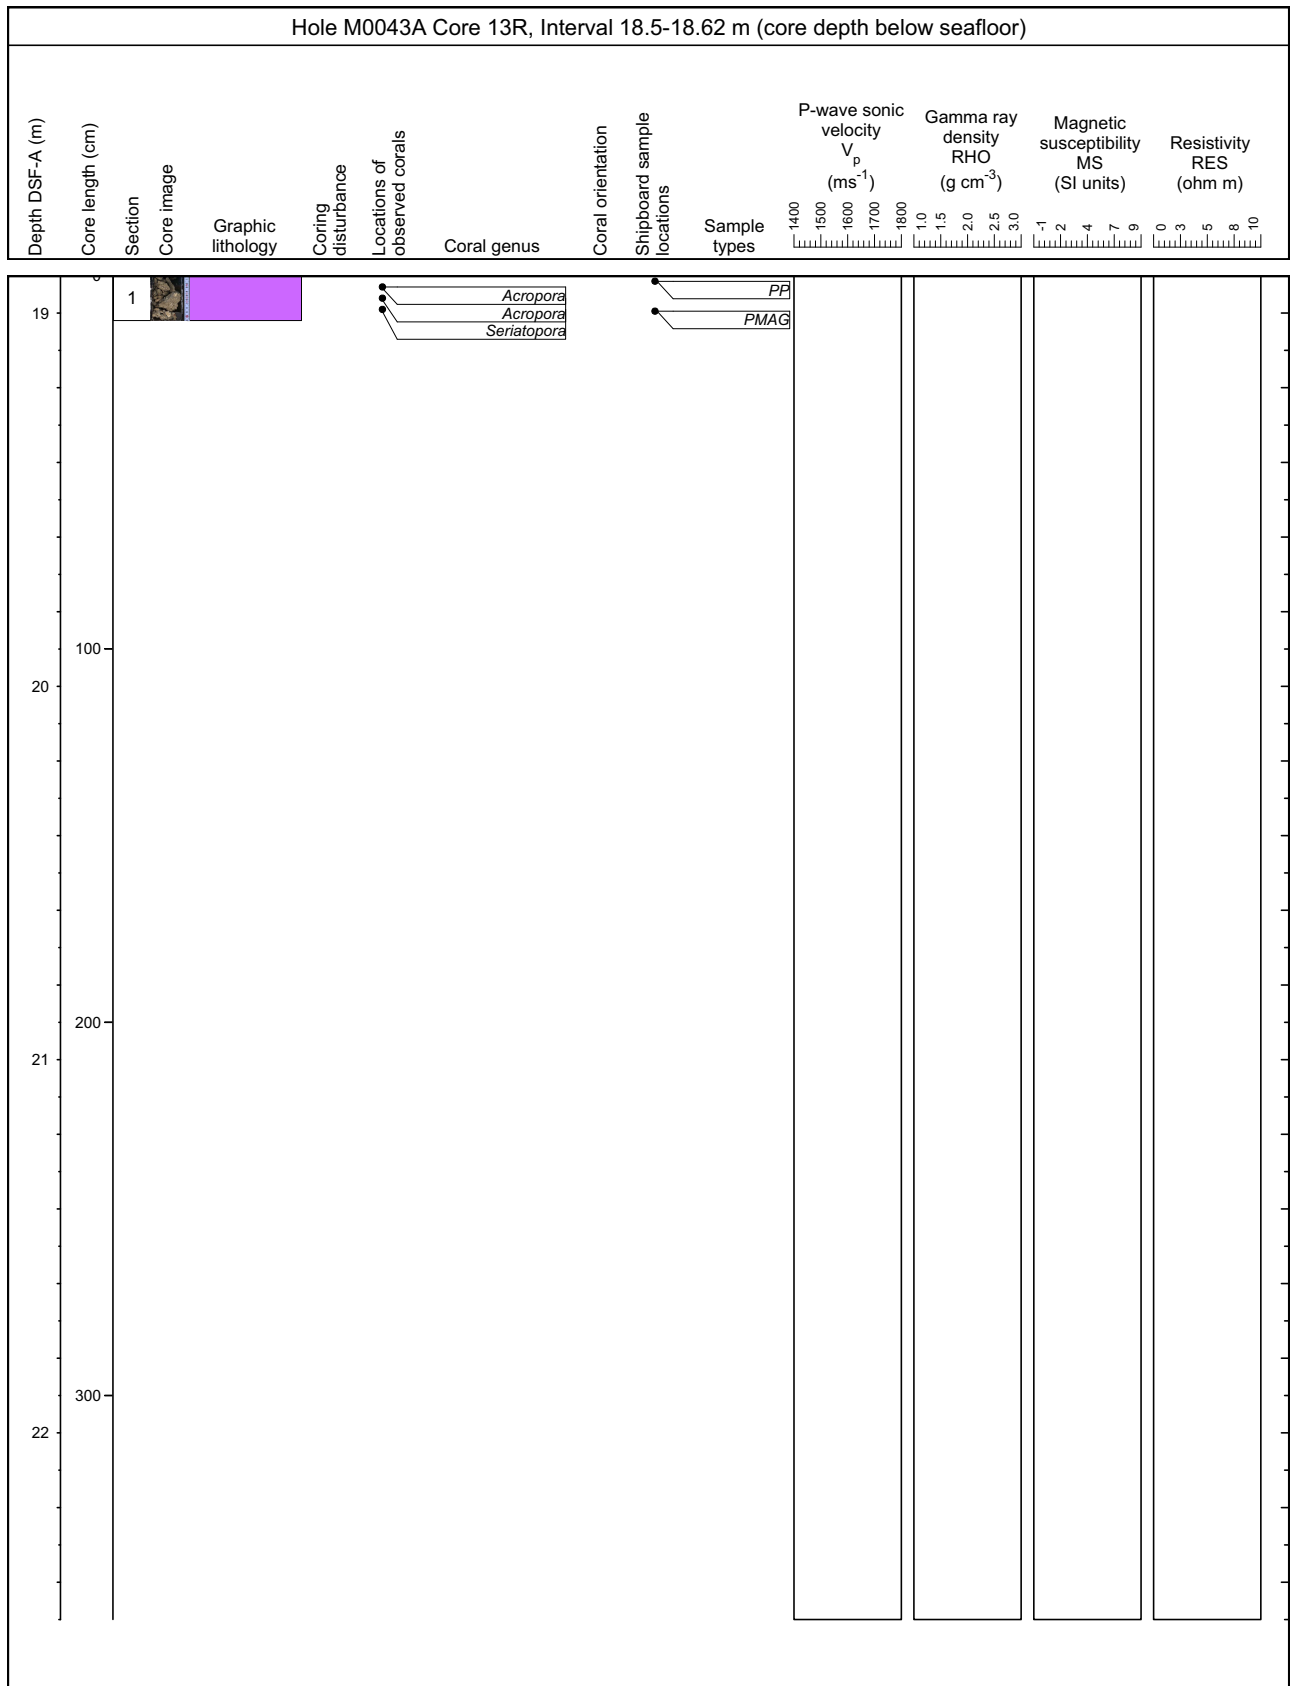 Hole M0043A Core 13R, Interval 18.5-18.62 m (core depth below seafloor)
Depth DSF-A (m)
Core length (cm)
Section
Core image
Graphic
lithology
Coring
disturbance
Locations of
observed corals
Coral genus
Coral orientation
Shipboard sample
locations
Sample
types
P-wave sonic
velocity
Vp
(ms-1)
1400 1500 1600 1700 1800
Gamma ray
density
RHO
(g cm-3)
1.0 1.5 2.0 2.5 3.0
Magnetic
susceptibility
MS
(SI units)
-1 2 4 7 9
Resistivity
RES
(ohm m)
0 3 5 8 10
0
1
Acropora
Acropora
Seriatopora
PP
PMAG
19
100
20
200
21
300
22